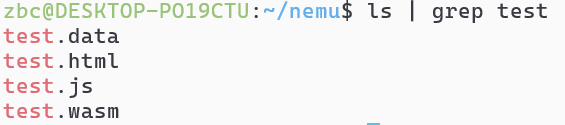 zbc@DESKTOP-PO19CTU:~/nemu$ ls | grep test
test.data
test.html
test.js
test.wasm